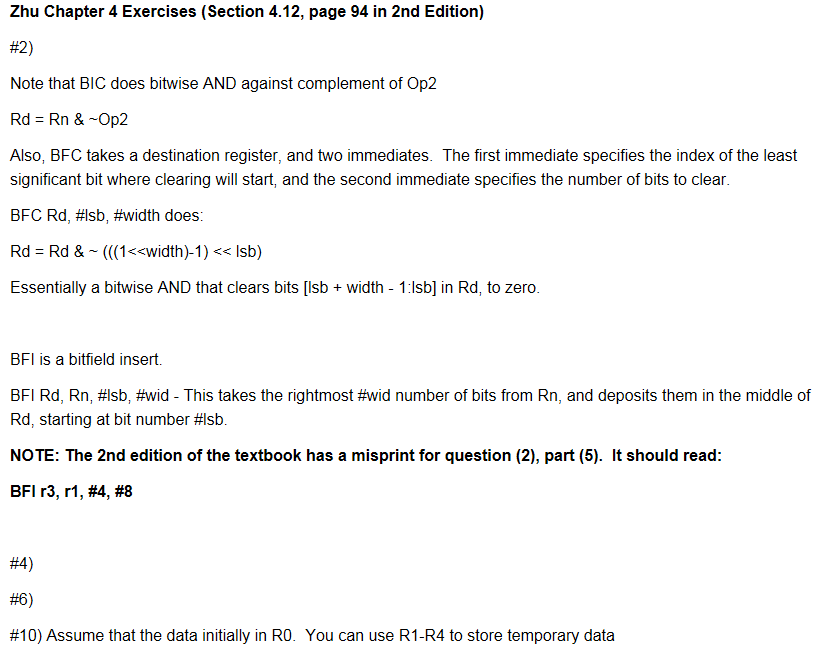 Zhu Chapter 4 Exercises (Section 4.12, page 94 in 2nd Edition)
#2)
Note that BIC does bitwise AND against complement of Op2
Rd = Rn & ~Op2
Also, BFC takes a destination register, and two immediates.  The first immediate specifies the index of the least
significant bit where clearing will start, and the second immediate specifies the number of bits to clear.
BFC Rd, #lsb, #width does:
Rd = Rd & ~ (((1<<width)-1) << lsb)
Essentially a bitwise AND that clears bits [lsb + width - 1:lsb] in Rd, to zero.
BFI is a bitfield insert.
BFI Rd, Rn, #lsb, #wid - This takes the rightmost #wid number of bits from Rn, and deposits them in the middle of
Rd, starting at bit number #lsb.
NOTE: The 2nd edition of the textbook has a misprint for question (2), part (5).  It should read:
BFI r3, r1, #4, #8
#4)
#6)
#10) Assume that the data initially in R0.  You can use R1-R4 to store temporary data